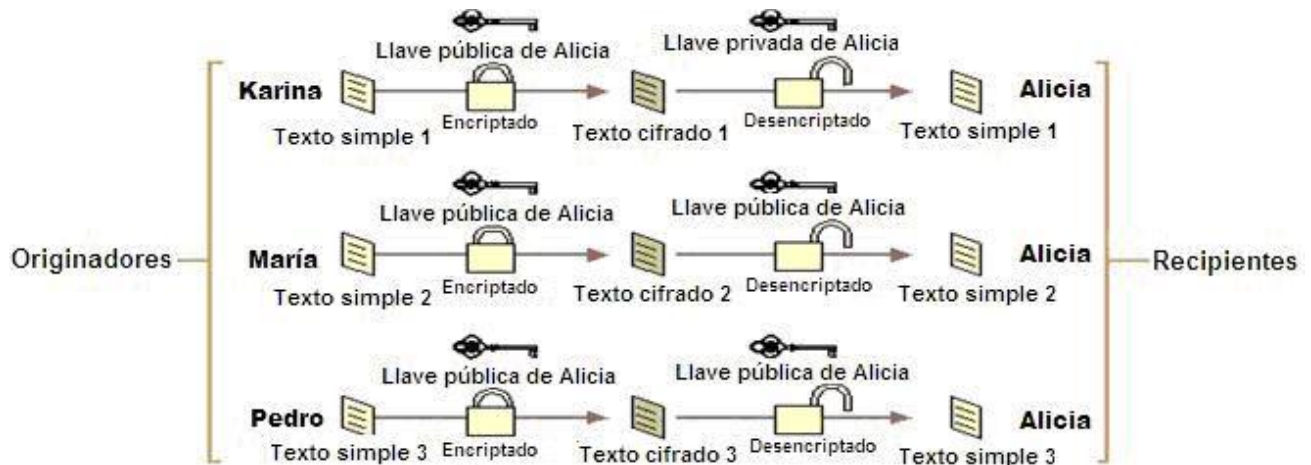 Llave pública de Alicia
Llave privada de Alicia
Karina
Alicia
Encriptado
Desencriptado
Texto simple 1
Texto cifrado 1
Texto simple 1
Llave pública de Alicia
Llave pública de Alicia
Originadores
María
Alicia
Recipientes
Encriptado
Desencriptado
Texto simple 2
Texto cifrado 2
Texto simple 2
Llave pública de Alicia
Llave pública de Alicia
Pedro
Alicia
Texto simple 3
Encriptado
Texto cifrado 3
Desencriptado
Texto simple 3